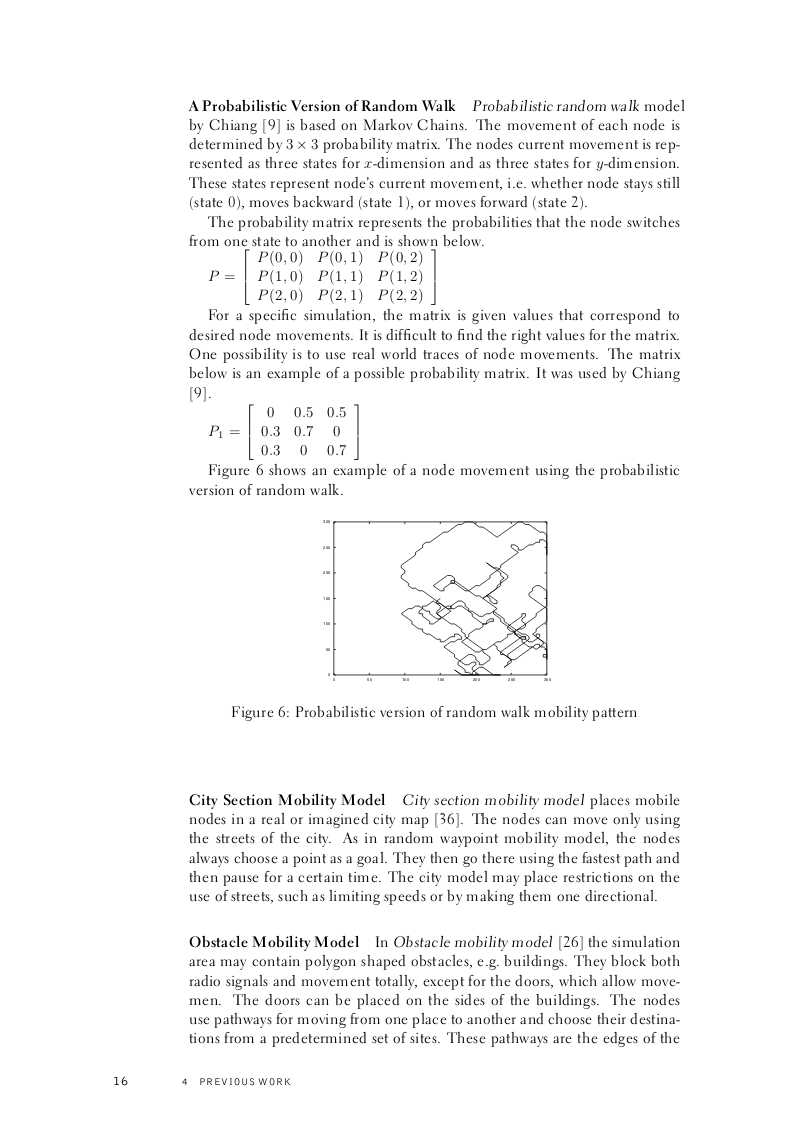 A Probabilistic Version of Random Walk Probabilistic random walk model
by Chiang [9] is based on Markov Chains. The movement of each node is
determined by 3 × 3 probability matrix. The nodes current movement is rep-
resented as three states for x-dimension and as three states for y-dimension.
These states represent node's current movement, i.e. whether node stays still
(state 0), moves backward (state 1), or moves forward (state 2).
The probability matrix represents the probabilities that the node switches
from one state to another and is shown below.
P(0,0) P(0,1) P(0,2)
P = P(1,0) P(1,1) P(1,2)
P(2,0) P(2,1) P(2,2)
For a specific simulation, the matrix is given values that correspond to
desired node movements. It is difficult to find the right values for the matrix.
One possibility is to use real world traces of node movements. The matrix
below is an example of a possible probability matrix. It was used by Chiang
[9].
0 0.5 0.5
P1 = 0.3 0.7 0
0.3 0 0.7
Figure 6 shows an example of a node movement using the probabilistic
version of random walk.
300
250
200
150
100
50
0
0 50 100 150 200 250 300
Figure 6: Probabilistic version of random walk mobility pattern
City Section Mobility Model City section mobility model places mobile
nodes in a real or imagined city map [36]. The nodes can move only using
the streets of the city. As in random waypoint mobility model, the nodes
always choose a point as a goal. They then go there using the fastest path and
then pause for a certain time. The city model may place restrictions on the
use of streets, such as limiting speeds or by making them one directional.
Obstacle Mobility Model In Obstacle mobility model [26] the simulation
area may contain polygon shaped obstacles, e.g. buildings. They block both
radio signals and movement totally, except for the doors, which allow move-
men. The doors can be placed on the sides of the buildings. The nodes
use pathways for moving from one place to another and choose their destina-
tions from a predetermined set of sites. These pathways are the edges of the
16 4 PREVIOUS WORK